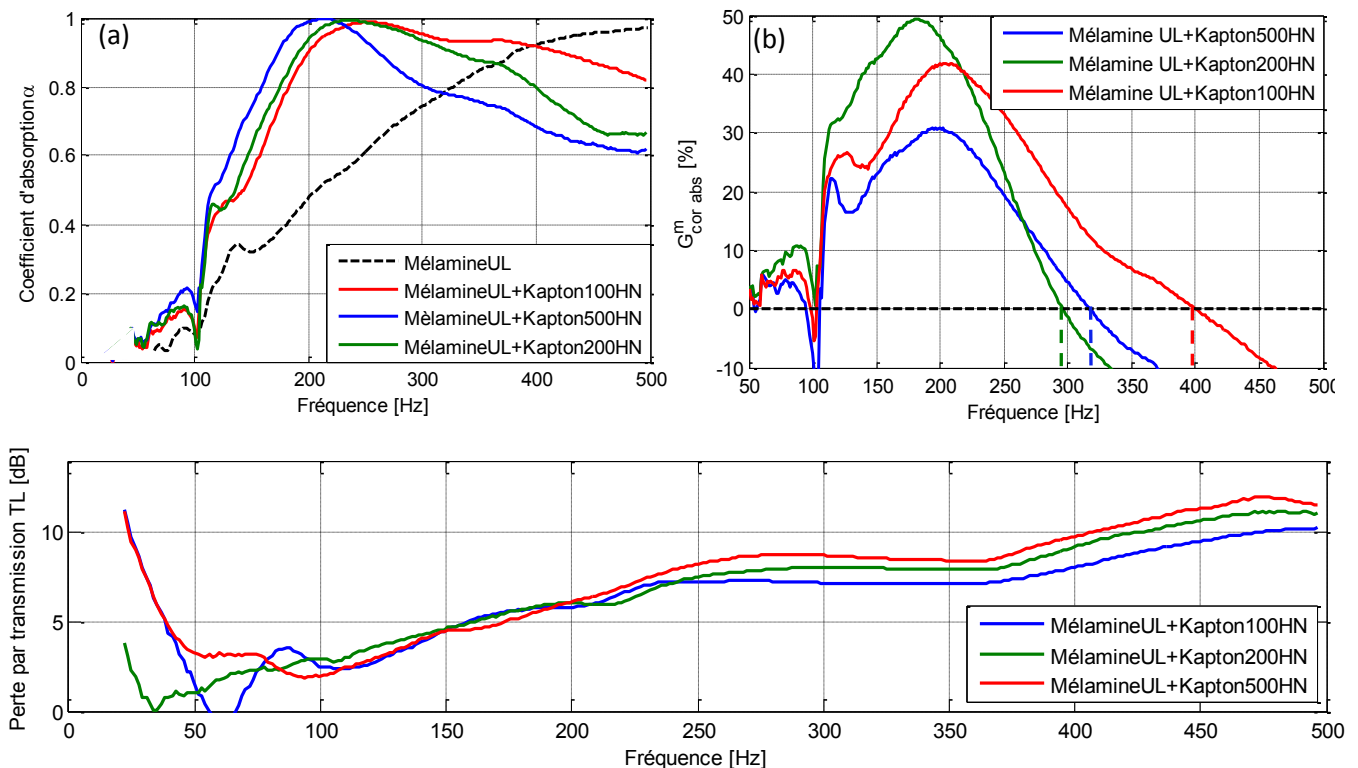 (a)
Coefficient d'absorptionα
1
0.8
0.6
0.4
0.2
0
0 100 200 300 400 500
Fréquence [Hz]
MélamineUL
MélamineUL+Kapton100HN
MèlamineUL+Kapton500HN
MélamineUL+Kapton200HN
(b)
G^m_cor abs [%]
50
40
30
20
10
0
-10
50 100 150 200 250 300 350 400 450 500
Fréquence [Hz]
Mélamine UL+Kapton500HN
Mélamine UL+Kapton200HN
Mélamine UL+Kapton100HN
Perte par transmission TL [dB]
10
5
0
0 50 100 150 200 250 300 350 400 450 500
Fréquence [Hz]
MélamineUL+Kapton100HN
MélamineUL+Kapton200HN
MélamineUL+Kapton500HN